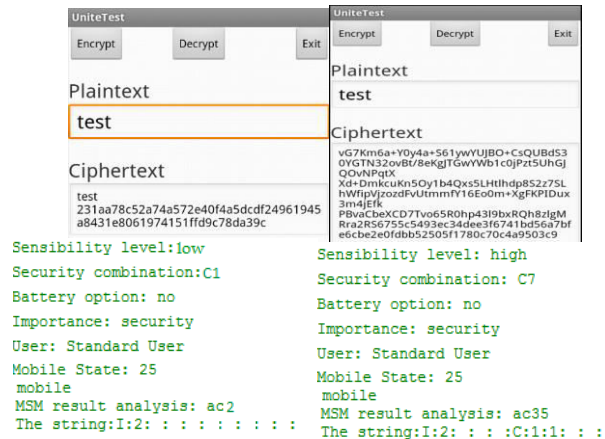 UniteTest
Encrypt
Decrypt
Exit
Plaintext
test
Ciphertext
test
231aa78c52a74a572e40f4a5dcdf24961945
a8431e8061974151ffd9c78da39c
Sensibility level:low
Security combination:C1
Battery option: no
Importance: security
User: Standard User
Mobile State: 25
mobile
MSM result analysis: ac2
The string:I:2: : : : : : : : :
UniteTest
Encrypt
Decrypt
Exit
Plaintext
test
Ciphertext
vG7Km6a+Y0y4a+S61ywYUJBO+CsQUBdS3
0YGTN32ovBt/8eKgJTGwYWb1c0jPzt5UhGJ
QOvNPqtX
Xd+DmkcuKn5Oy1b4Qxs5LHtlhdp8S2z7SL
hWfipVjzozdFvUtmmfY16Eo0m+XgFKPIDux
3m4jEfk
PBvaCbeXCD7Tvo65R0hp43I9bxRQh8zlgM
Rra2RS6755c5493ec34dee3f6741bd56a7bf
e6cbe2e0fdbb52505f1780c70c4a9503c9
Sensibility level: high
Security combination: C7
Battery option: no
Importance: security
User: Standard User
Mobile State: 25
mobile
MSM result analysis: ac35
The string:I:2: : : :C:1:1: : :